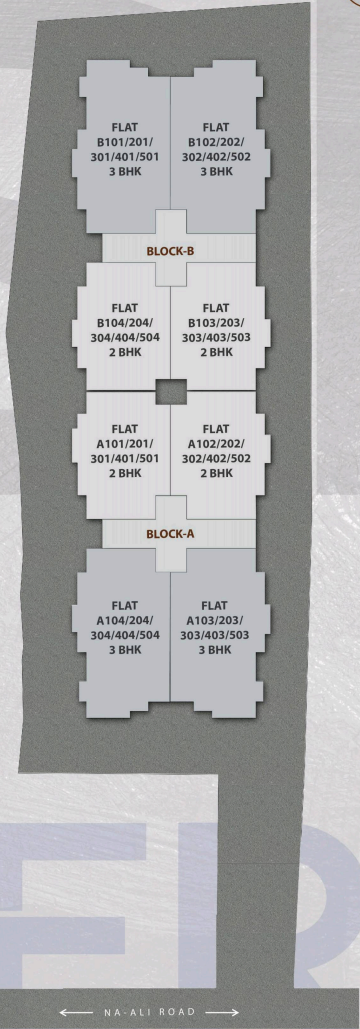 FLAT
B101/201/
301/401/501
3 BHK
FLAT
B102/202/
302/402/502
3 BHK
BLOCK-B
FLAT
B104/204/
304/404/504
2 BHK
FLAT
B103/203/
303/403/503
2 BHK
FLAT
A101/201/
301/401/501
2 BHK
FLAT
A102/202/
302/402/502
2 BHK
BLOCK-A
FLAT
A104/204/
304/404/504
3 BHK
FLAT
A103/203/
303/403/503
3 BHK
ER
NA-ALI ROAD